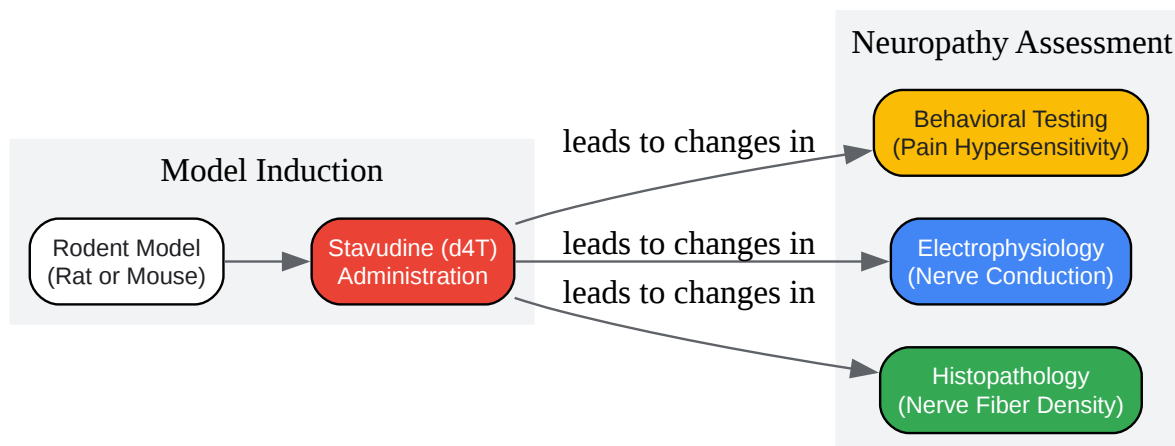 Model Induction
Rodent Model
(Rat or Mouse)
Stavudine (d4T)
Administration
leads to changes in
leads to changes in
leads to changes in
Neuropathy Assessment
Behavioral Testing
(Pain Hypersensitivity)
Electrophysiology
(Nerve Conduction)
Histopathology
(Nerve Fiber Density)